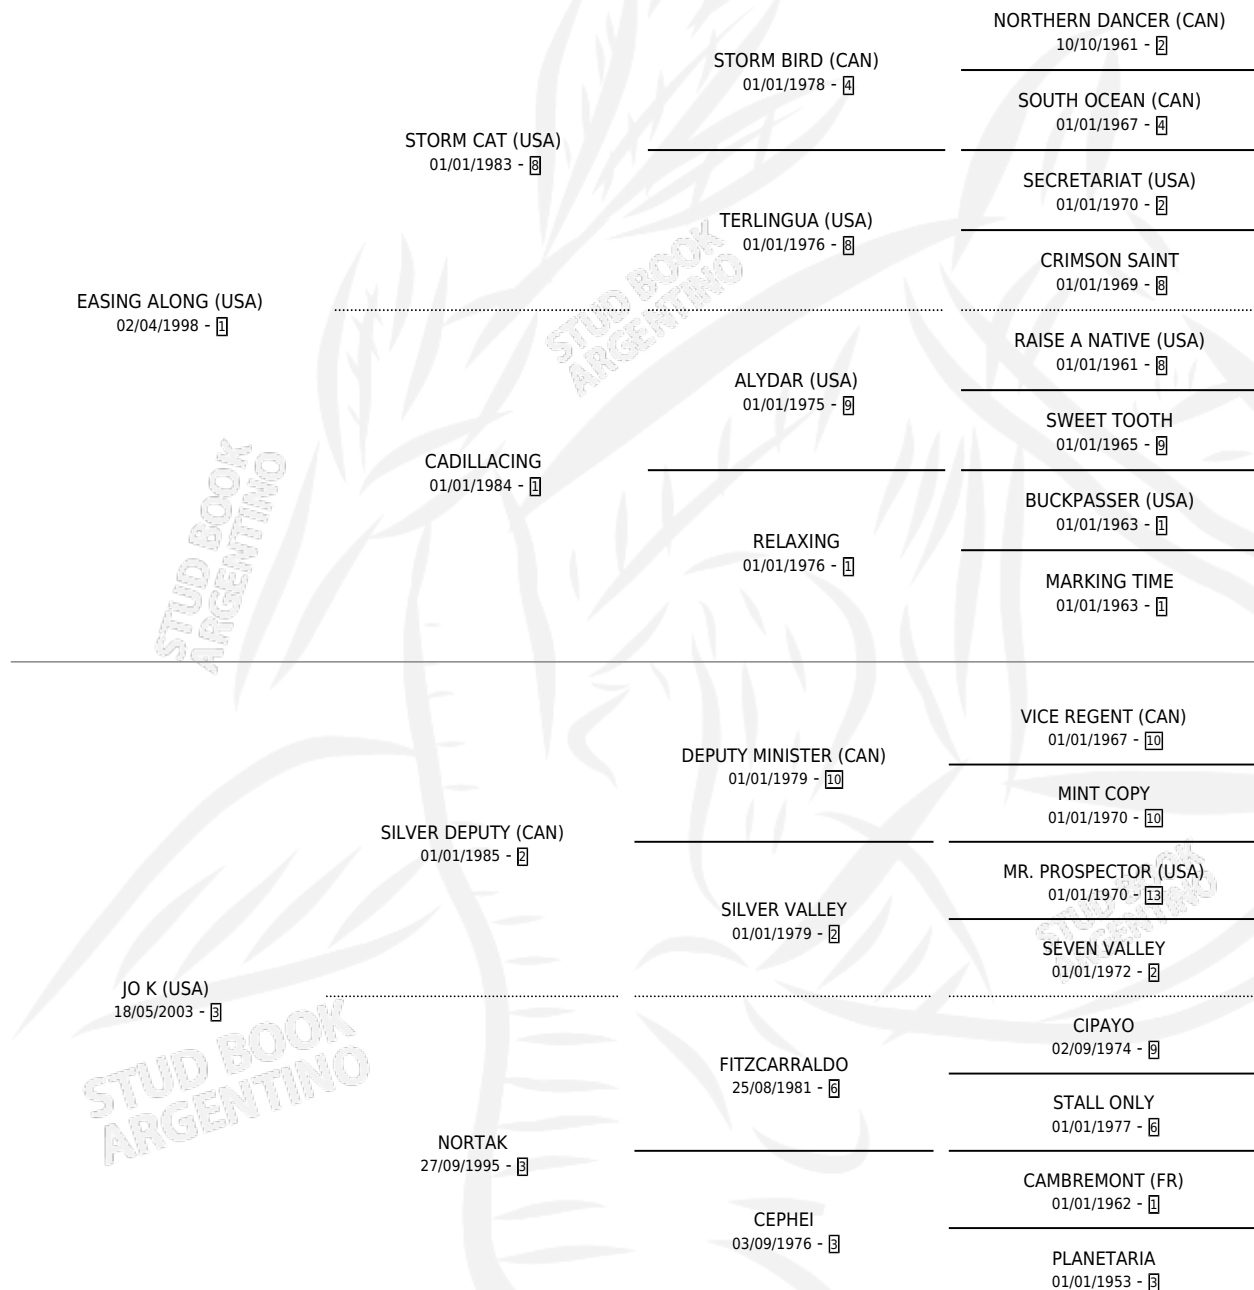 NORTHERN DANCER (CAN)
10/10/1961 - 2
STORM BIRD (CAN)
01/01/1978 - 4
SOUTH OCEAN (CAN)
01/01/1967 - 4
STORM CAT (USA)
01/01/1983 - 8
SECRETARIAT (USA)
01/01/1970 - 2
TERLINGUA (USA)
01/01/1976 - 8
CRIMSON SAINT
01/01/1969 - 8
EASING ALONG (USA)
02/04/1998 - 1
RAISE A NATIVE (USA)
01/01/1961 - 8
ALYDAR (USA)
01/01/1975 - 9
SWEET TOOTH
01/01/1965 - 9
CADILLACING
01/01/1984 - 1
BUCKPASSER (USA)
01/01/1963 - 1
RELAXING
01/01/1976 - 1
MARKING TIME
01/01/1963 - 1
VICE REGENT (CAN)
01/01/1967 - 10
DEPUTY MINISTER (CAN)
01/01/1979 - 10
MINT COPY
01/01/1970 - 10
SILVER DEPUTY (CAN)
01/01/1985 - 2
MR. PROSPECTOR (USA)
01/01/1970 - 13
SILVER VALLEY
01/01/1979 - 2
SEVEN VALLEY
01/01/1972 - 2
JO K (USA)
18/05/2003 - 3
CIPAYO
02/09/1974 - 9
FITZCARRALDO
25/08/1981 - 6
STALL ONLY
01/01/1977 - 6
NORTAK
27/09/1995 - 3
CAMBREMONT (FR)
01/01/1962 - 1
CEPHEI
03/09/1976 - 3
PLANETARIA
01/01/1953 - 3
STUD BOOK
ARGENTINO
STUD BOOK
ARGENTINO
STUD BOOK
ARGENTINO
STUD BOOK
ARGENTINO